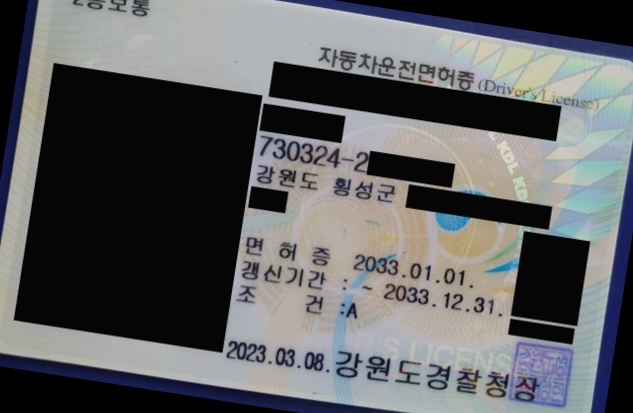 2종보통
자동차운전면허증 (Driver's License)
730324-2
강원도 횡성군
면 허 증 2033.01.01.
갱신기간 : ~ 2033.12.31.
조 건 :A
2023.03.08. 강원도경찰청장